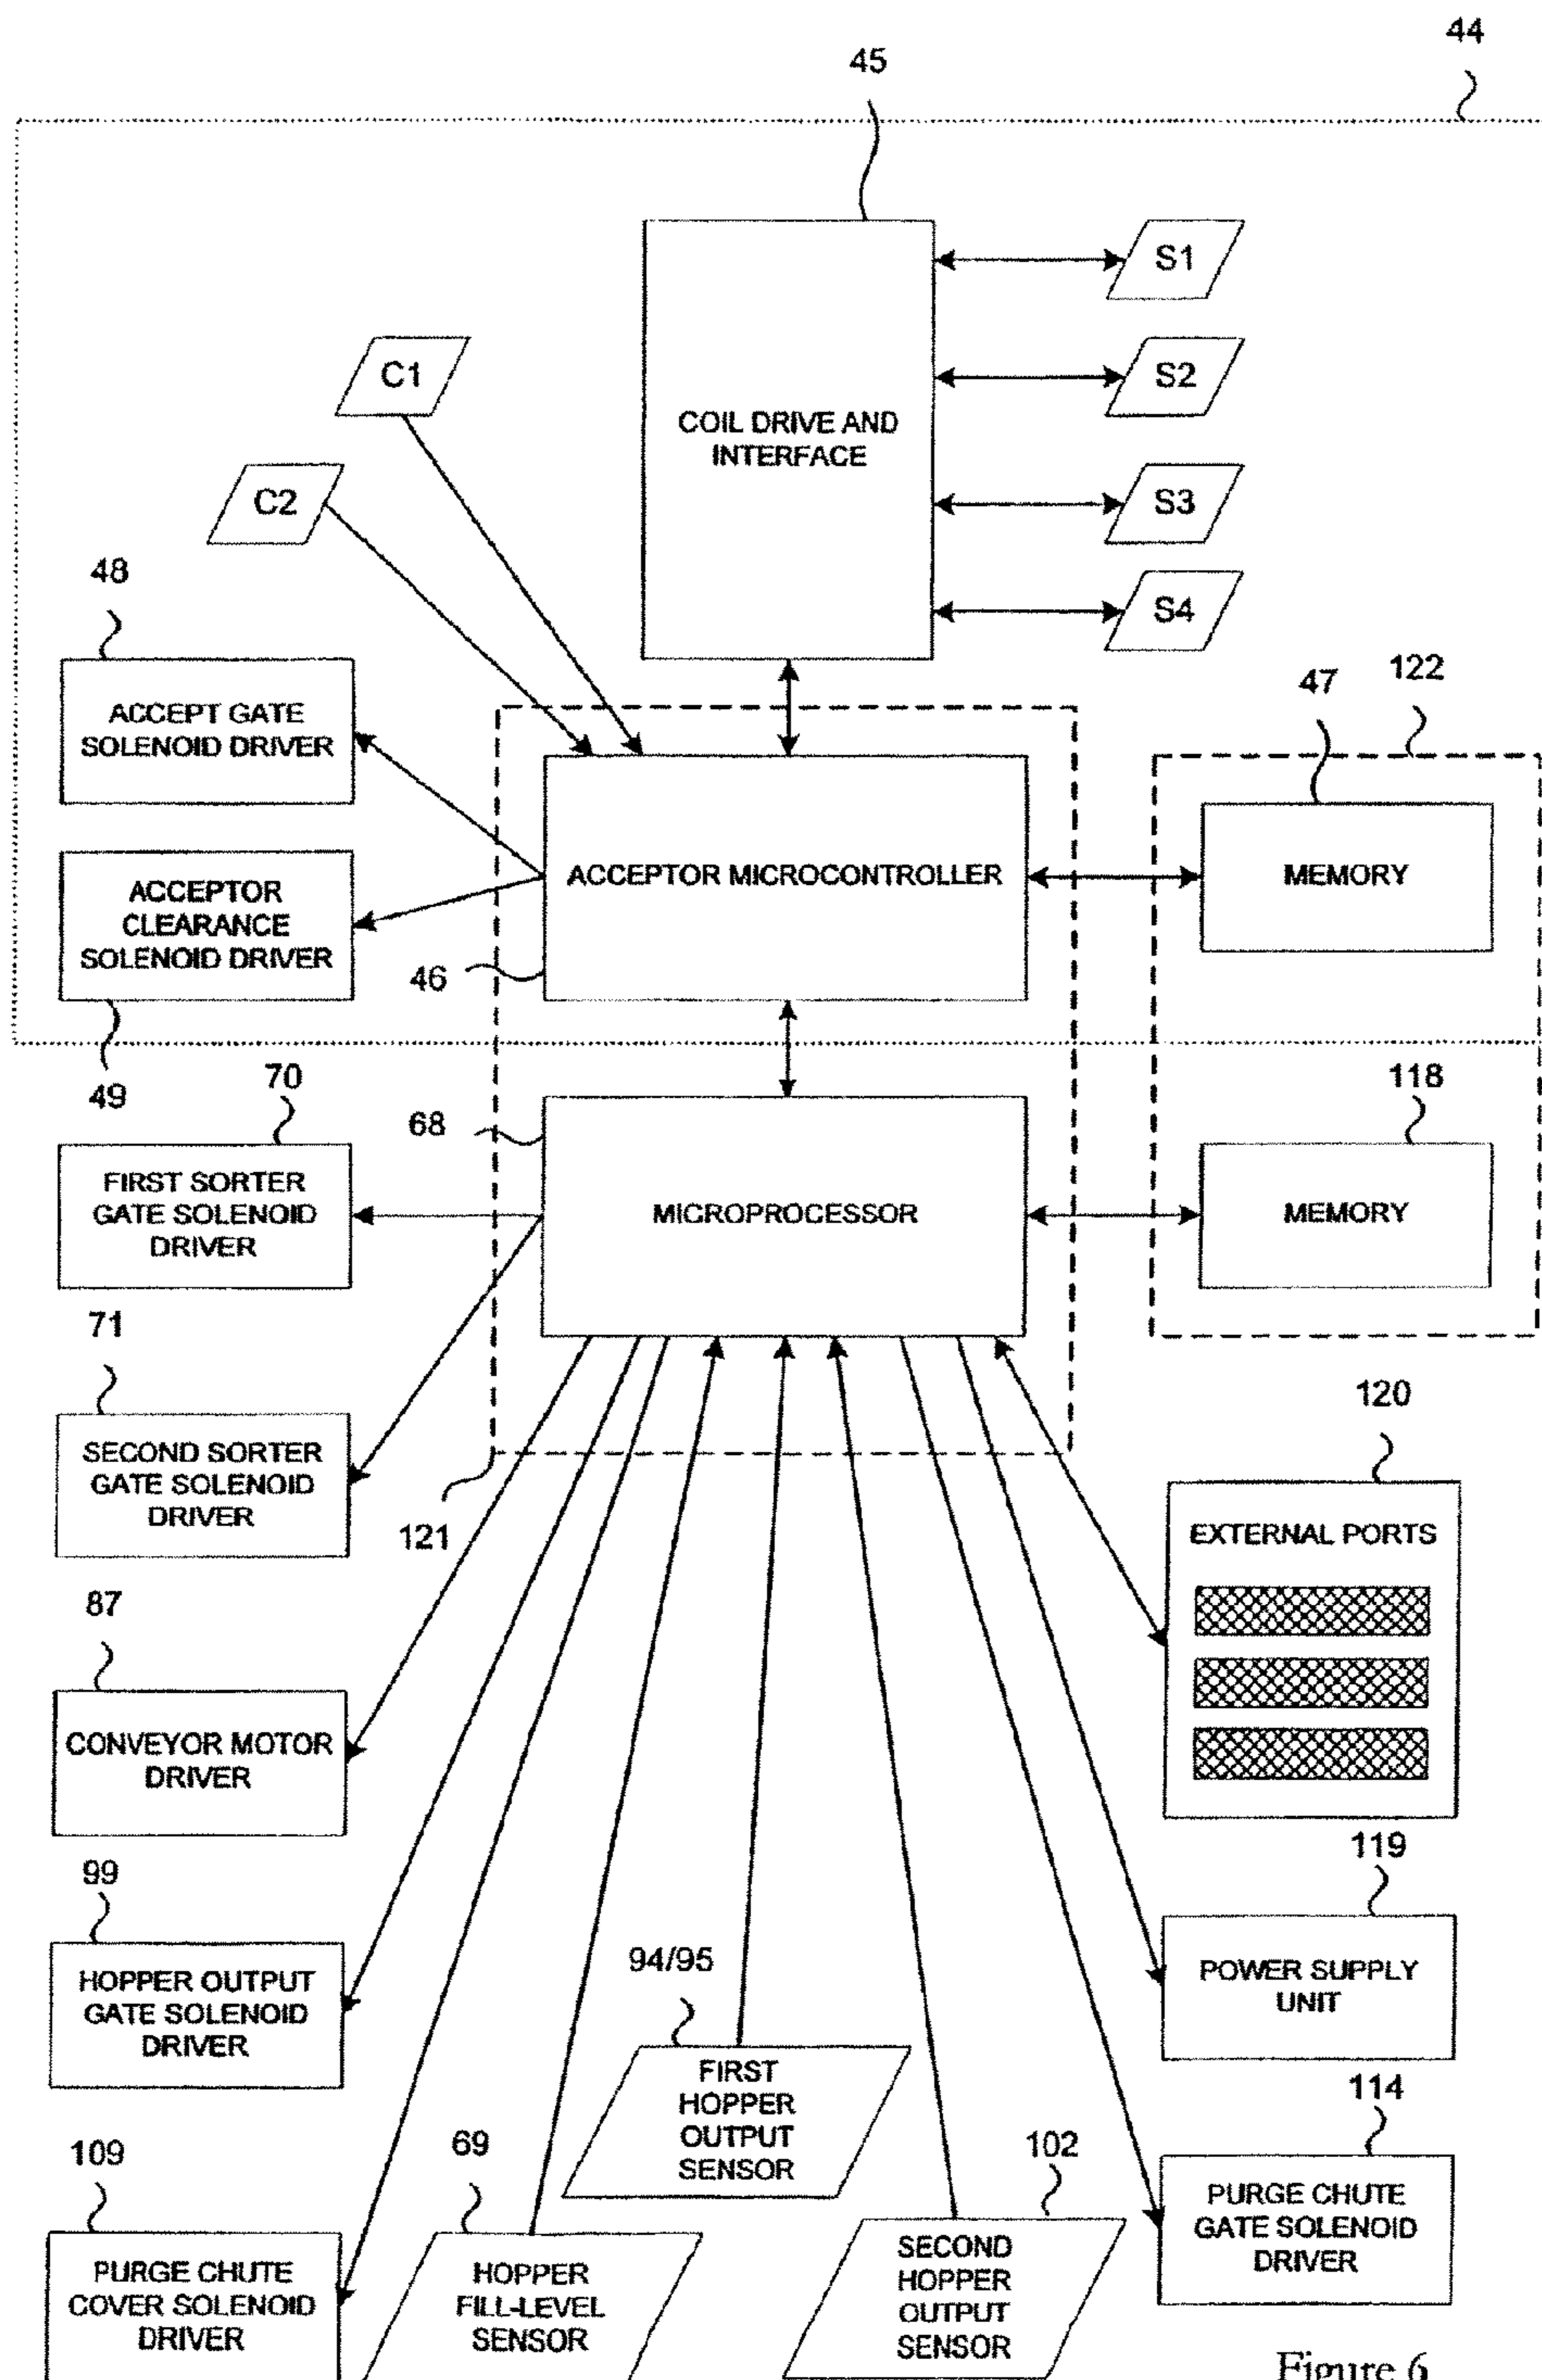 44
45
S1
C1
S2
COIL DRIVE AND
INTERFACE
C2
S3
48
S4
47
122
ACCEPT GATE
SOLENOID DRIVER
ACCEPTOR MICROCONTROLLER
MEMORY
ACCEPTOR
CLEARANCE
SOLENOID DRIVER
46
49
70
68
118
FIRST SORTER
GATE SOLENOID
DRIVER
MICROPROCESSOR
MEMORY
71
120
SECOND SORTER
GATE SOLENOID
DRIVER
121
EXTERNAL PORTS
87
CONVEYOR MOTOR
DRIVER
119
99
94/95
HOPPER OUTPUT
GATE SOLENOID
DRIVER
POWER SUPPLY
UNIT
FIRST
HOPPER
OUTPUT
SENSOR
114
109
69
102
PURGE CHUTE
GATE SOLENOID
DRIVER
PURGE CHUTE
COVER SOLENOID
DRIVER
HOPPER
FILL-LEVEL
SENSOR
SECOND
HOPPER
OUTPUT
SENSOR
Figure 6